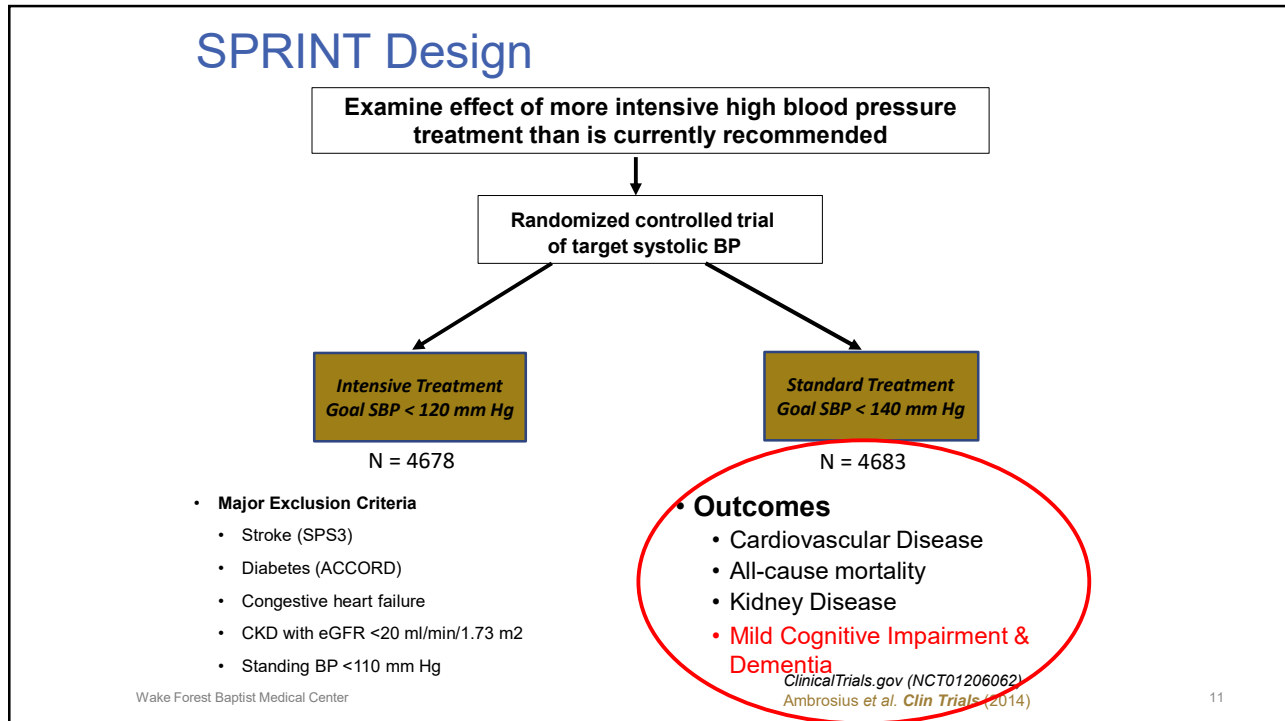 SPRINT Design
Examine effect of more intensive high blood pressure
treatment than is currently recommended
Randomized controlled trial
of target systolic BP
Intensive Treatment
Goal SBP < 120 mm Hg
N = 4678
Standard Treatment
Goal SBP < 140 mm Hg
N = 4683
• Major Exclusion Criteria
• Stroke (SPS3)
• Diabetes (ACCORD)
• Congestive heart failure
• CKD with eGFR <20 ml/min/1.73 m2
• Standing BP <110 mm Hg
• Outcomes
• Cardiovascular Disease
• All-cause mortality
• Kidney Disease
• Mild Cognitive Impairment &
Dementia
ClinicalTrials.gov (NCT01206062)
Ambrosius et al. Clin Trials (2014)
Wake Forest Baptist Medical Center
11